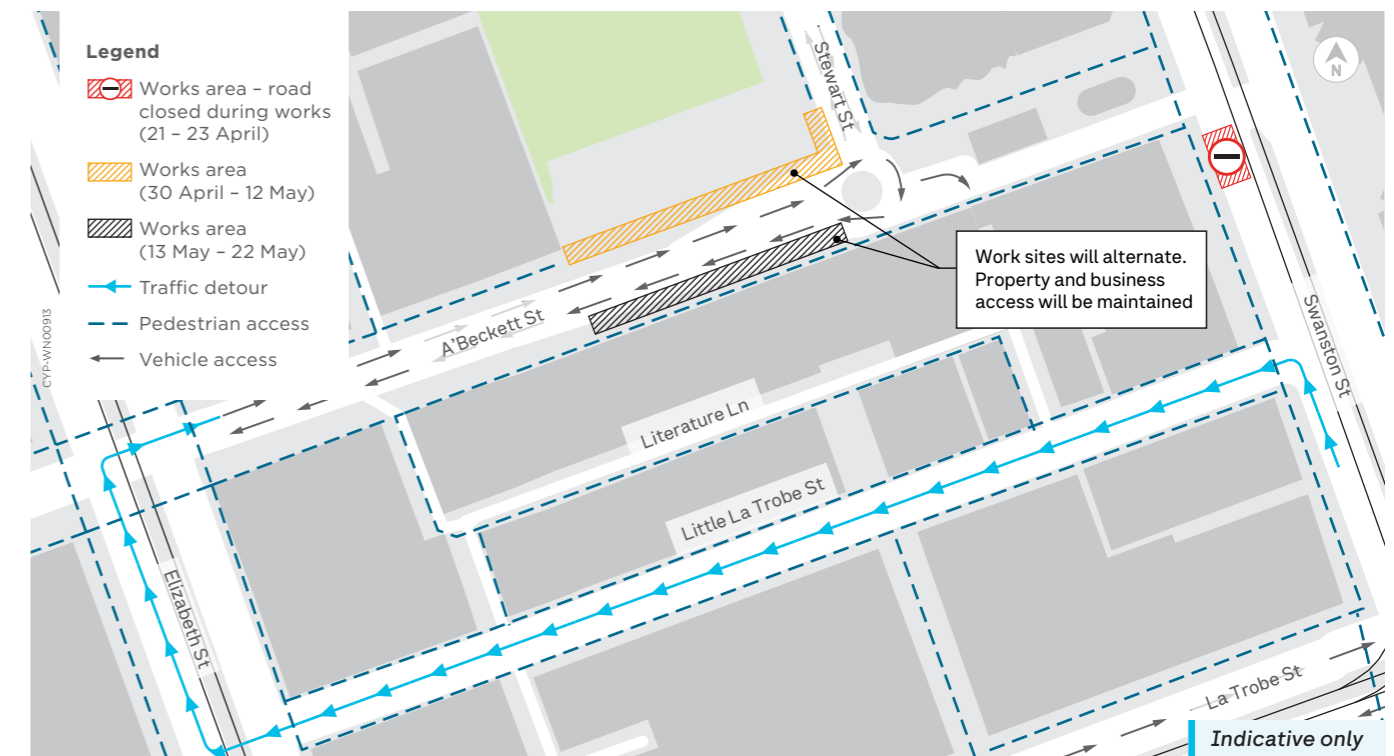 Legend
Works area – road
closed during works
(21 – 23 April)
Works area
(30 April – 12 May)
Works area
(13 May – 22 May)
Traffic detour
Pedestrian access
Vehicle access
CYP-WN00913
N
Stewart St
A'Beckett St
Work sites will alternate.
Property and business
access will be maintained
Swanston St
Literature Ln
Little La Trobe St
Elizabeth St
La Trobe St
Indicative only